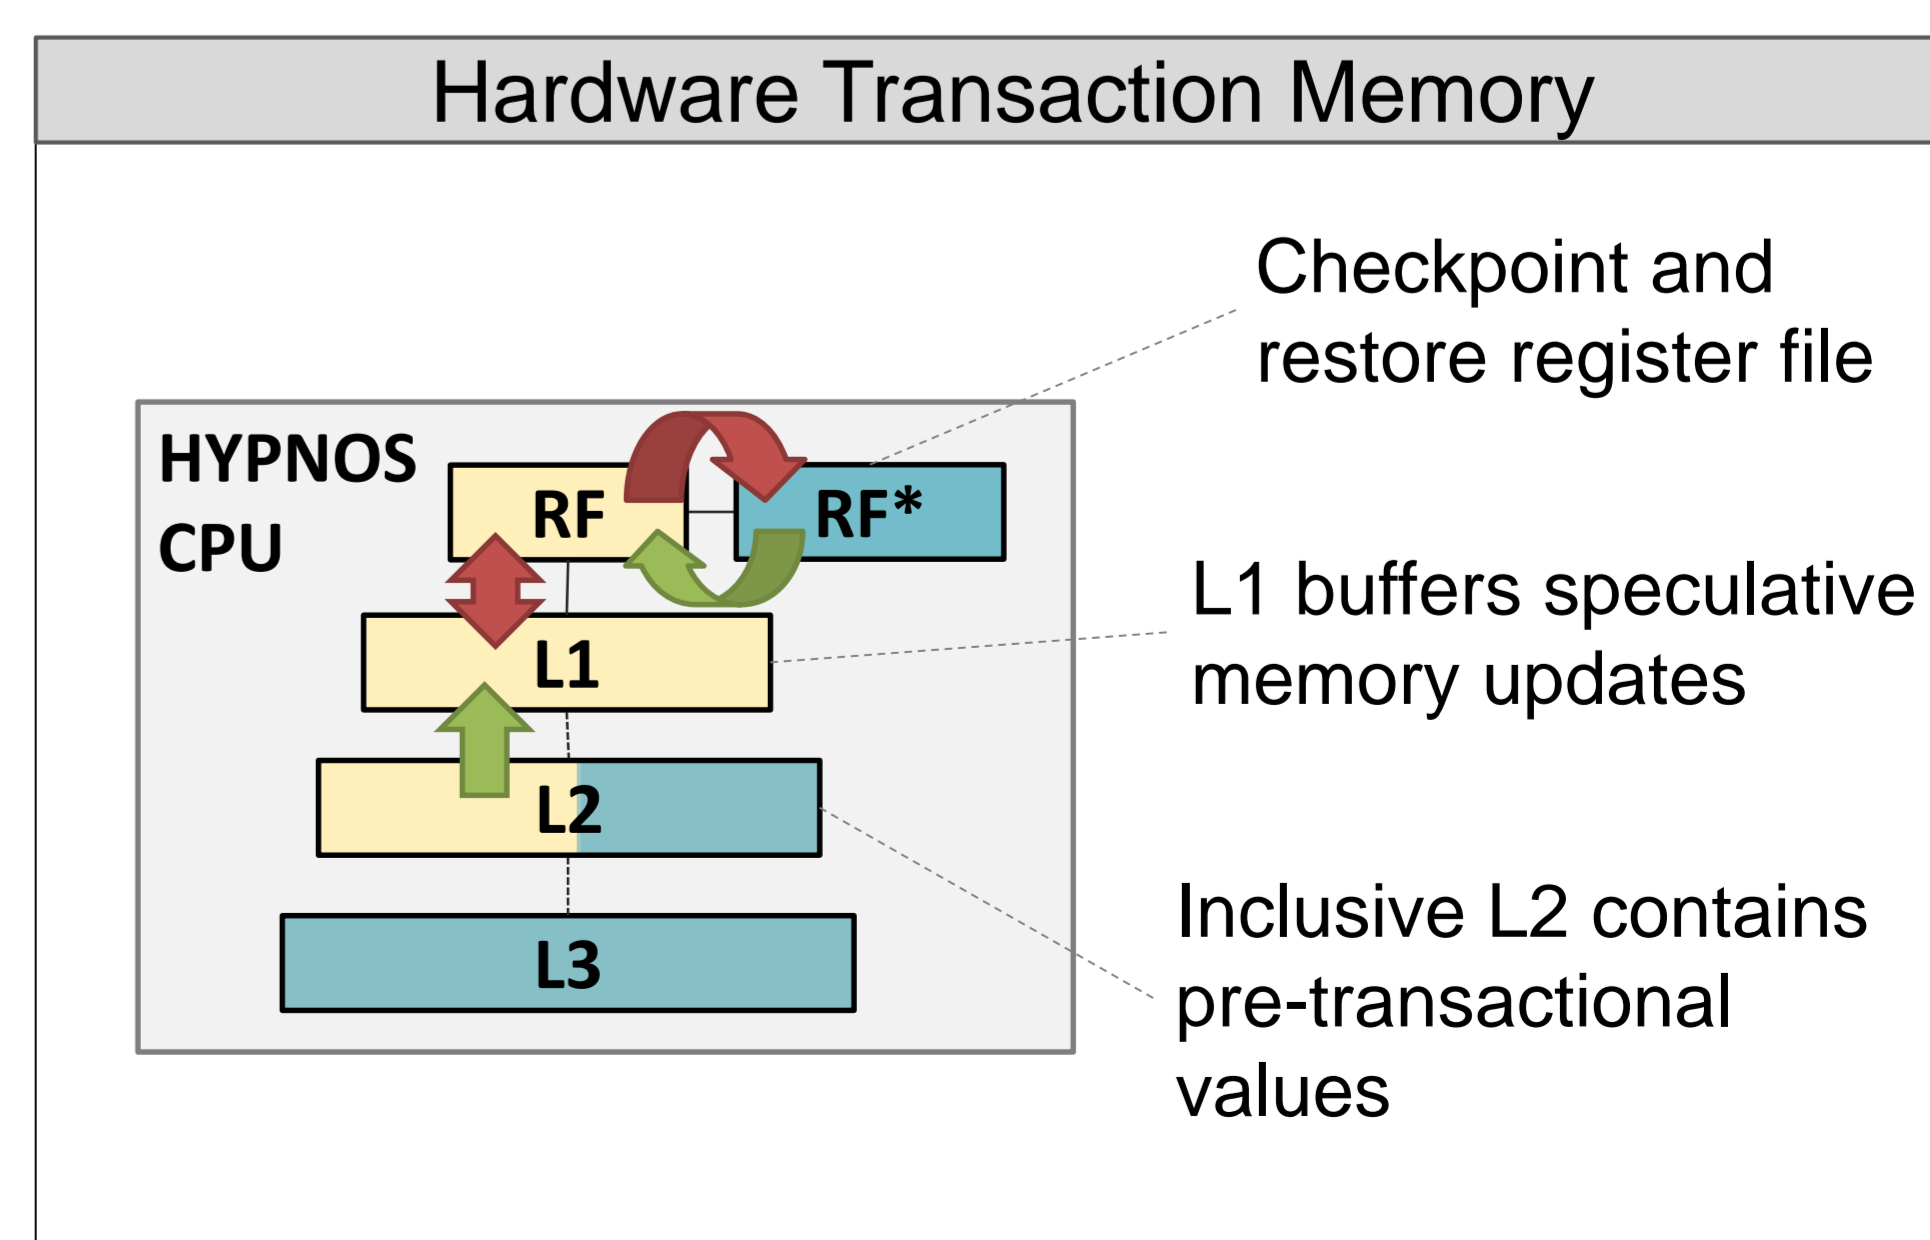 Hardware Transaction Memory
Checkpoint and
restore register file
HYPNOS
CPU
RF
RF*
L1 buffers speculative
memory updates
L1
L2
Inclusive L2 contains
pre-transactional
values
L3